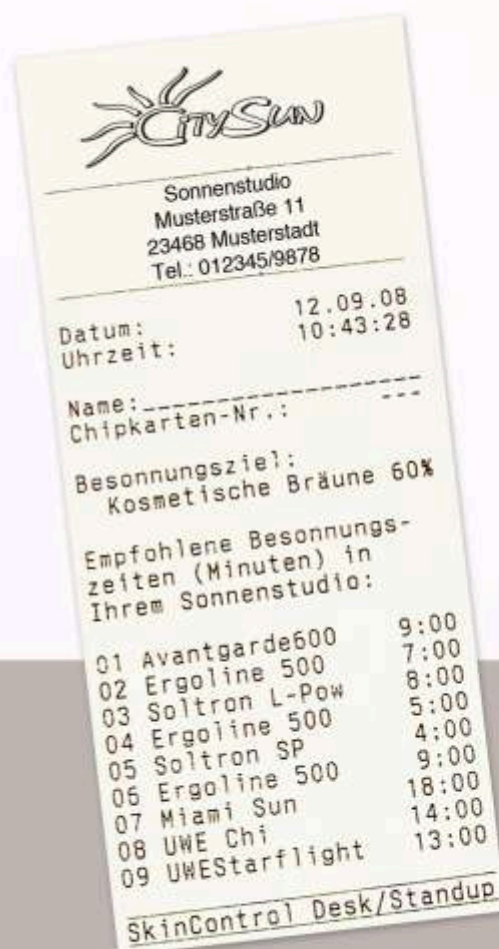 CITYSUN
Sonnenstudio
Musterstraße 11
23468 Musterstadt
Tel.: 012345/9878
Datum: 12.09.08
Uhrzeit: 10:43:28
Name:____________________
Chipkarten-Nr.: ---
Besonnungsziel:
Kosmetische Bräune 60%
Empfohlene Besonnungs-
zeiten (Minuten) in
Ihrem Sonnenstudio:
01 Avantgarde600 9:00
02 Ergoline 500 7:00
03 Soltron L-Pow 8:00
04 Ergoline 500 5:00
05 Soltron SP 4:00
06 Ergoline 500 9:00
07 Miami Sun 18:00
08 UWE Chi 14:00
09 UWEStarflight 13:00
SkinControl Desk/Standup